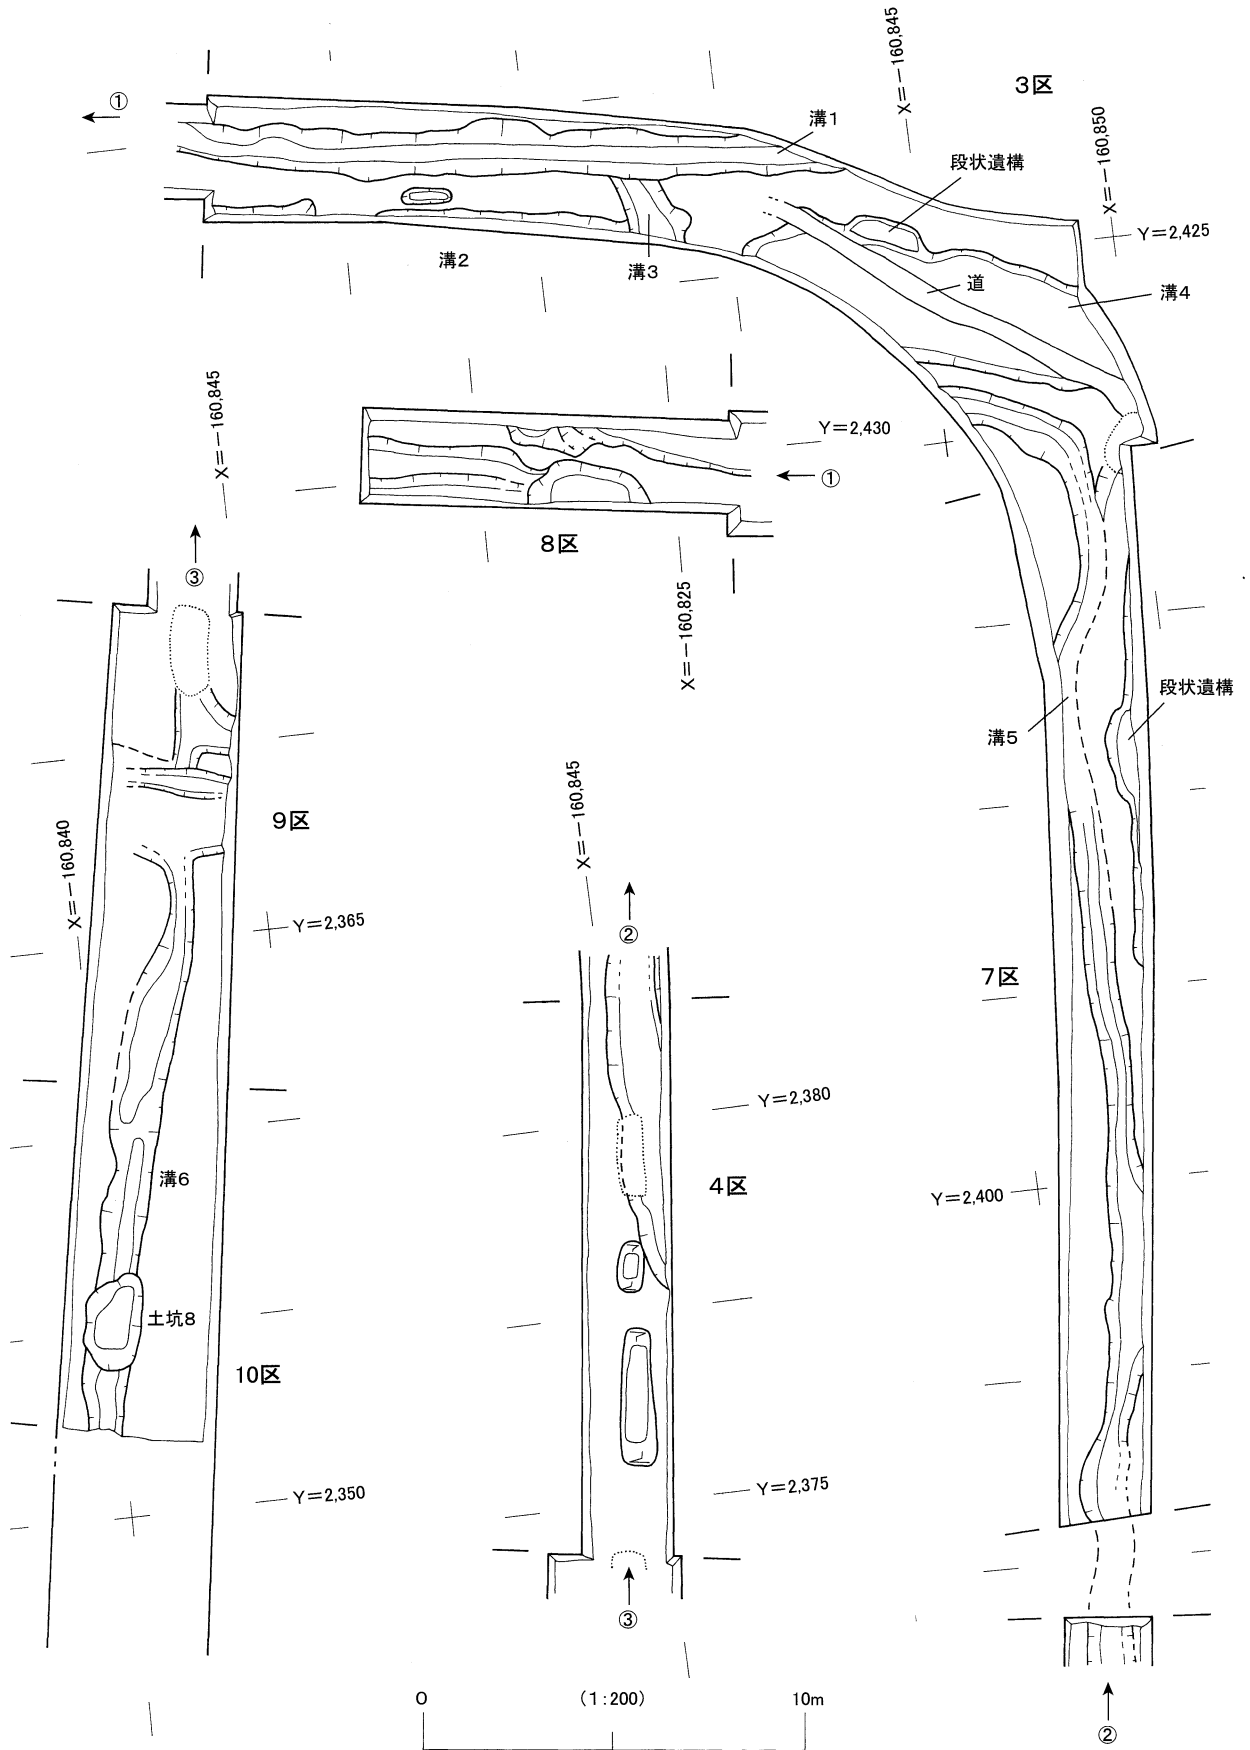 3区
①
X＝－160,845
X＝－160,850
溝1
段状遺構
Y＝2,425
溝2
溝3
道
溝4
X＝－160,845
Y＝2,430
①
8区
③
X＝－160,825
段状遺構
溝5
9区
X＝－160,845
X＝－160,840
Y＝2,365
②
7区
Y＝2,380
溝6
4区
Y＝2,400
土坑8
10区
Y＝2,350
Y＝2,375
③
0 (1：200) 10m
②